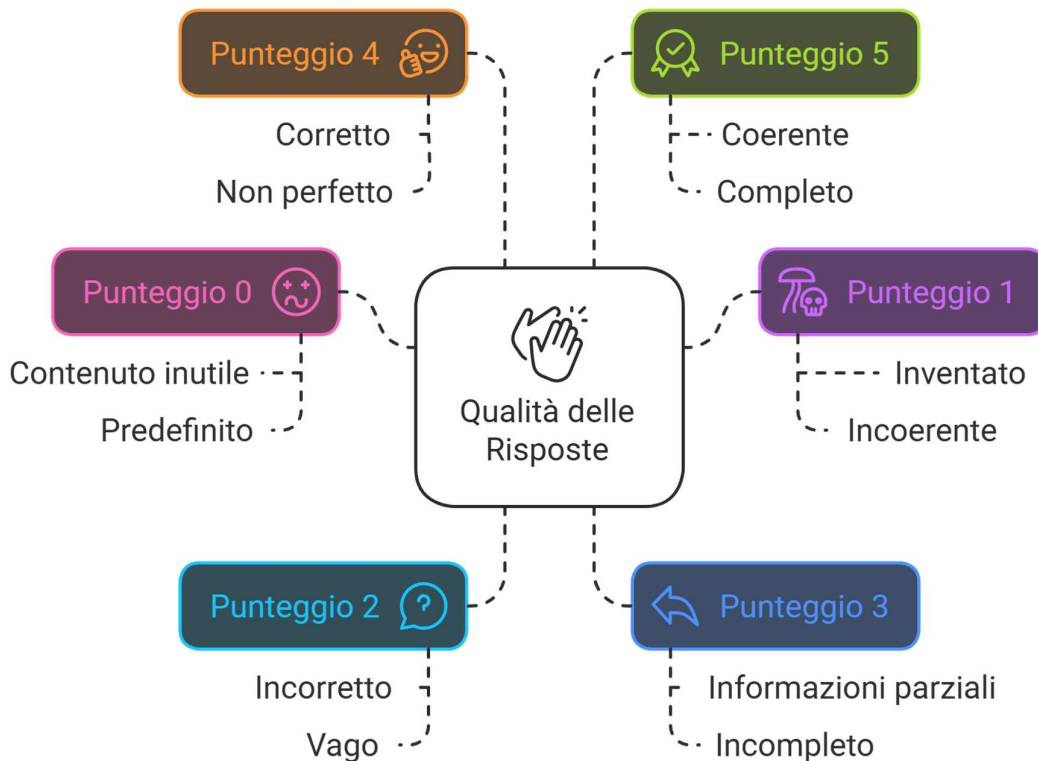 Punteggio 4
Corretto
Non perfetto
Punteggio 5
Coerente
Completo
Punteggio 0
Contenuto inutile
Predefinito
Qualità delle
Risposte
Punteggio 1
Inventato
Incoerente
Punteggio 2
?
Incorretto
Vago
Punteggio 3
Informazioni parziali
Incompleto